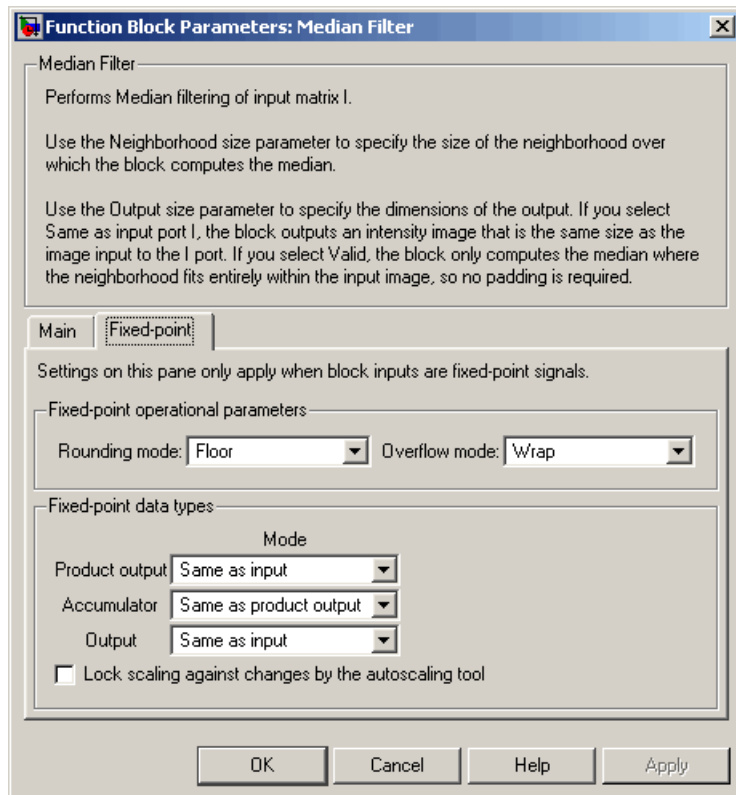 Function Block Parameters: Median Filter
Median Filter
Performs Median filtering of input matrix I.
Use the Neighborhood size parameter to specify the size of the neighborhood over
which the block computes the median.
Use the Output size parameter to specify the dimensions of the output. If you select
Same as input port I, the block outputs an intensity image that is the same size as the
image input to the I port. If you select Valid, the block only computes the median where
the neighborhood fits entirely within the input image, so no padding is required.
Main Fixed-point
Settings on this pane only apply when block inputs are fixed-point signals.
Fixed-point operational parameters
Rounding mode: Floor Overflow mode: Wrap
Fixed-point data types
Mode
Product output Same as input
Accumulator Same as product output
Output Same as input
Lock scaling against changes by the autoscaling tool
OK Cancel Help Apply